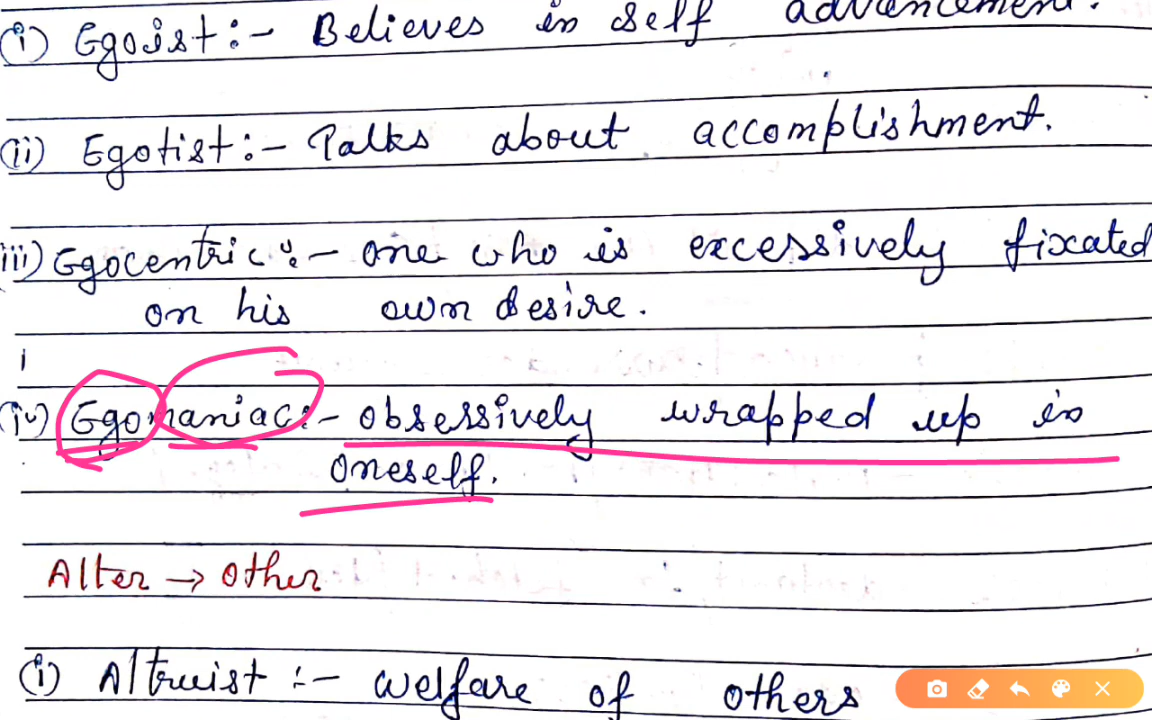 (i) Egoist :- Believes in self advancement.
(ii) Egotist :- Talks about accomplishment.
(iii) Egocentric :- one who is excessively fixated
on his own desire.
(iv) Egomaniac :- obsessively wrapped up in
oneself.
Alter → Other
(i) Altruist :- welfare of others